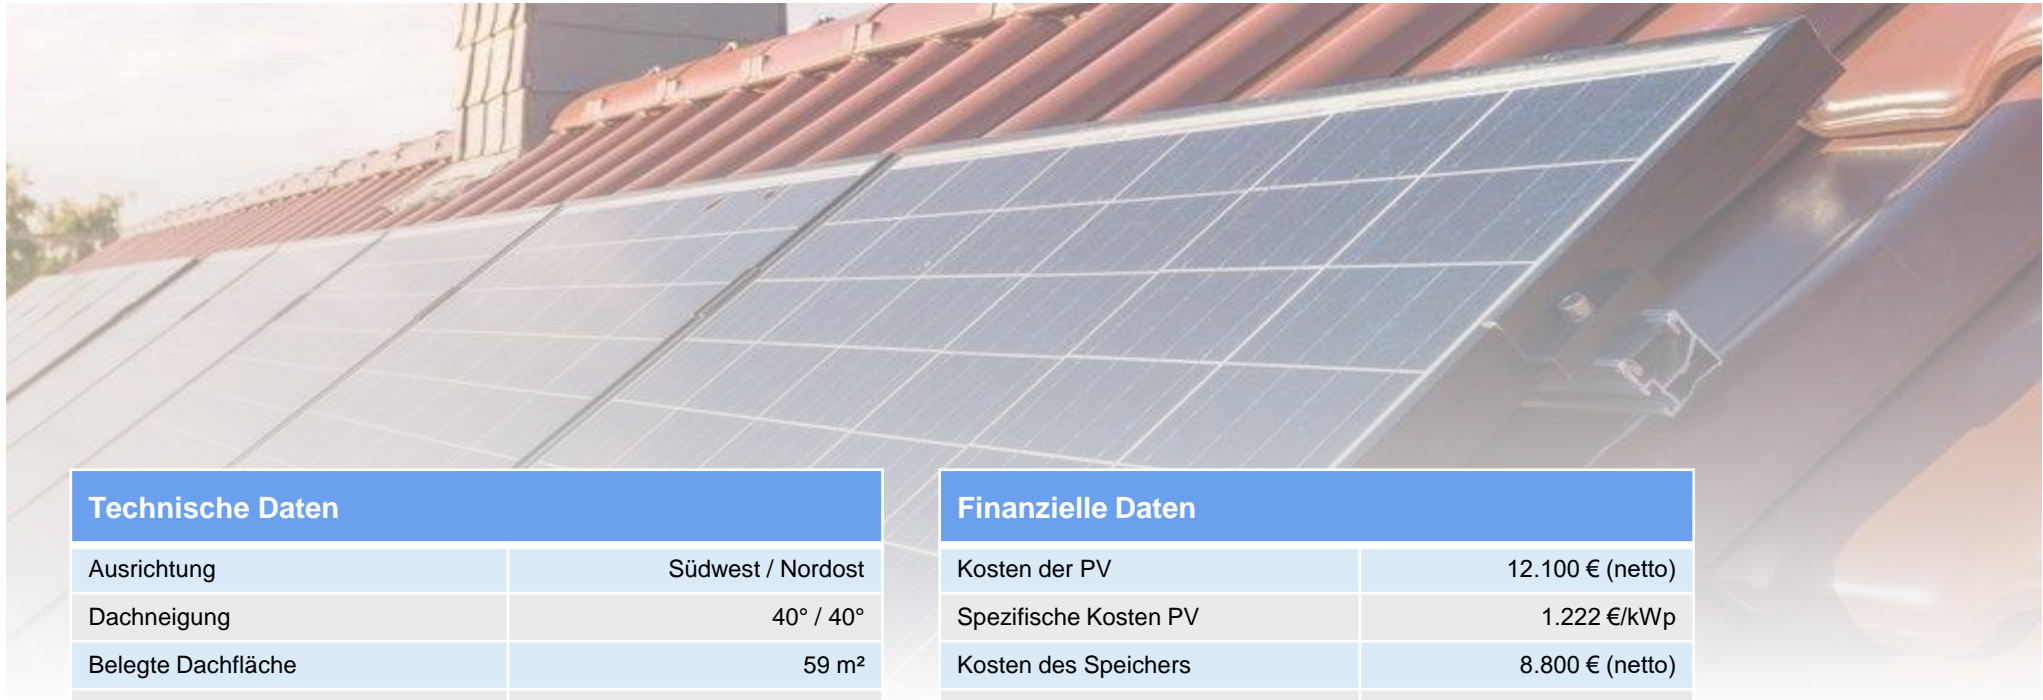 Technische Daten
Ausrichtung Südwest / Nordost
Dachneigung 40° / 40°
Belegte Dachfläche 59 m²
Finanzielle Daten
Kosten der PV 12.100 € (netto)
Spezifische Kosten PV 1.222 €/kWp
Kosten des Speichers 8.800 € (netto)